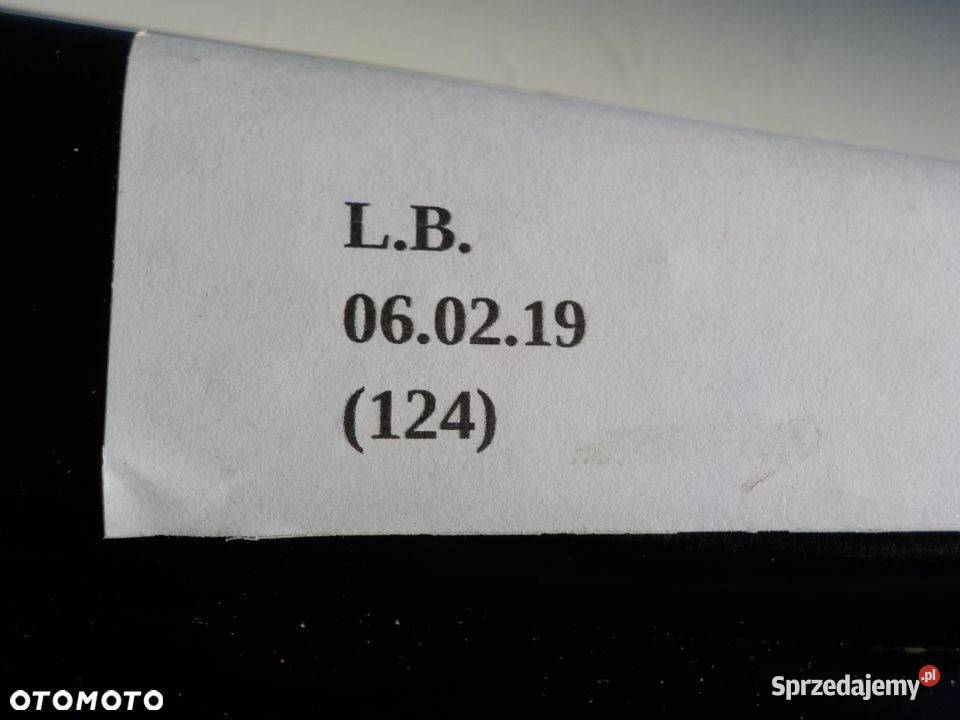 L.B.
06.02.19
(124)
OTOMOTO
Sprzedajemy.pl